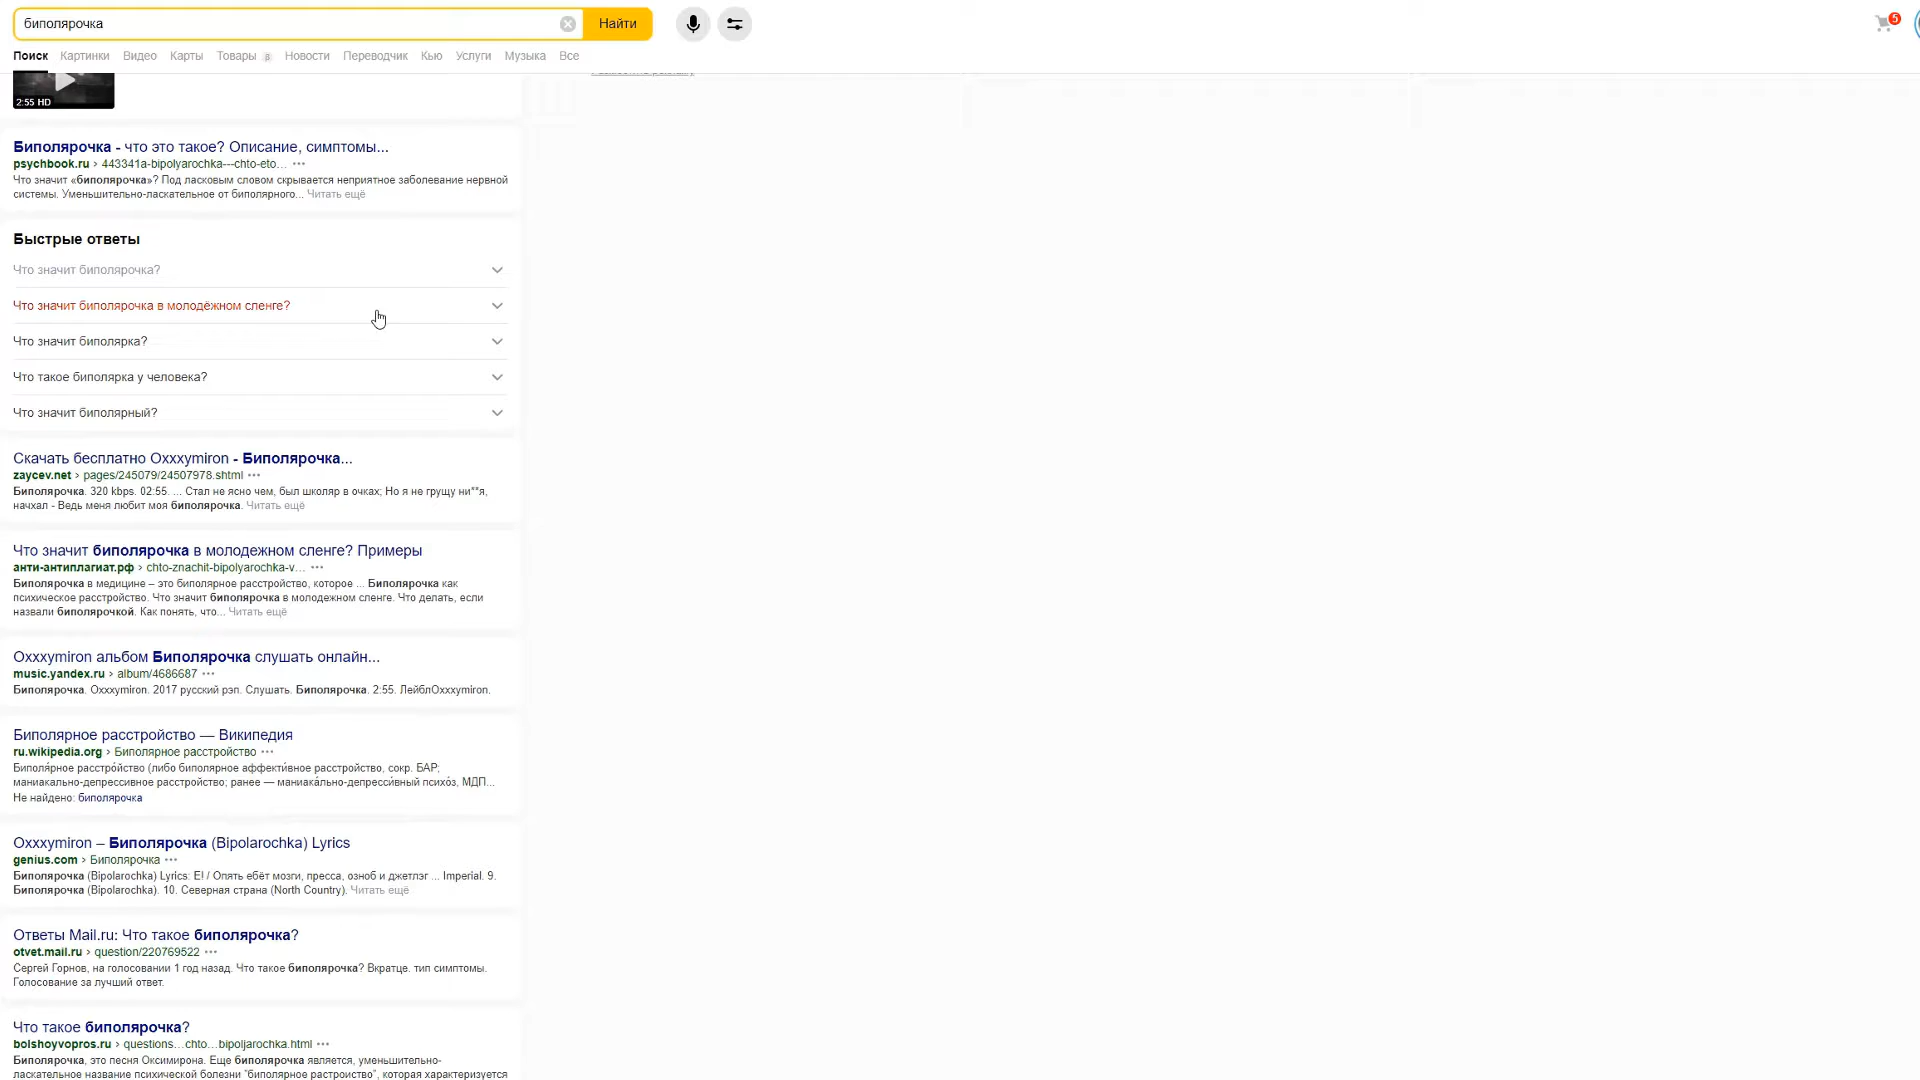 биполярочка
Найти
5
Поиск Картинки Видео Карты Товары β Новости Переводчик Кью Услуги Музыка Все
2:55 HD
Биполярочка - что это такое? Описание, симптомы...
psychbook.ru › 443341a-bipolyarochka---chto-eto...
Что значит «биполярочка»? Под ласковым словом скрывается неприятное заболевание нервной
системы. Уменьшительно-ласкательное от биполярного... Читать ещё
Быстрые ответы
Что значит биполярочка?
Что значит биполярочка в молодёжном сленге?
Что значит биполярка?
Что такое биполярка у человека?
Что значит биполярный?
Скачать бесплатно Oxxxymiron - Биполярочка...
zaycev.net › pages/245079/24507978.shtml
Биполярочка. 320 kbps. 02:55. ... Стал не ясно чем, был школяр в очках; Но я не грущу ни**я,
начхал - Ведь меня любит моя биполярочка. Читать ещё
Что значит биполярочка в молодежном сленге? Примеры
анти-антиплагиат.рф › chto-znachit-bipolyarochka-v...
Биполярочка в медицине – это биполярное расстройство, которое ... Биполярочка как
психическое расстройство. Что значит биполярочка в молодежном сленге. Что делать, если
назвали биполярочкой. Как понять, что... Читать ещё
Oxxxymiron альбом Биполярочка слушать онлайн...
music.yandex.ru › album/4686687
Биполярочка. Oxxxymiron. 2017 русский рэп. Слушать. Биполярочка. 2:55. ЛейблOxxxymiron.
Биполярное расстройство — Википедия
ru.wikipedia.org › Биполярное расстройство
Биполя́рное расстро́йство (либо биполярное аффекти́вное расстройство, сокр. БАР;
маниакально-депрессивное расстройство; ранее — маниака́льно-депресси́вный психо́з, МДП...
Не найдено: биполярочка
Oxxxymiron – Биполярочка (Bipolarochka) Lyrics
genius.com › Биполярочка
Биполярочка (Bipolarochka) Lyrics: E! / Опять ебёт мозги, пресса, озноб и джетлэг ... Imperial. 9.
Биполярочка (Bipolarochka). 10. Северная страна (North Country). Читать ещё
Ответы Mail.ru: Что такое биполярочка?
otvet.mail.ru › question/220769522
Сергей Горнов, на голосовании 1 год назад. Что такое биполярочка? Вкратце. тип симптомы.
Голосование за лучший ответ.
Что такое биполярочка?
bolshoyvopros.ru › questions...chto...bipoljarochka.html
Биполярочка, это песня Оксимирона. Еще биполярочка является, уменьшительно-
ласкательное название психической болезни "биполярное растроиство", которая характеризуется